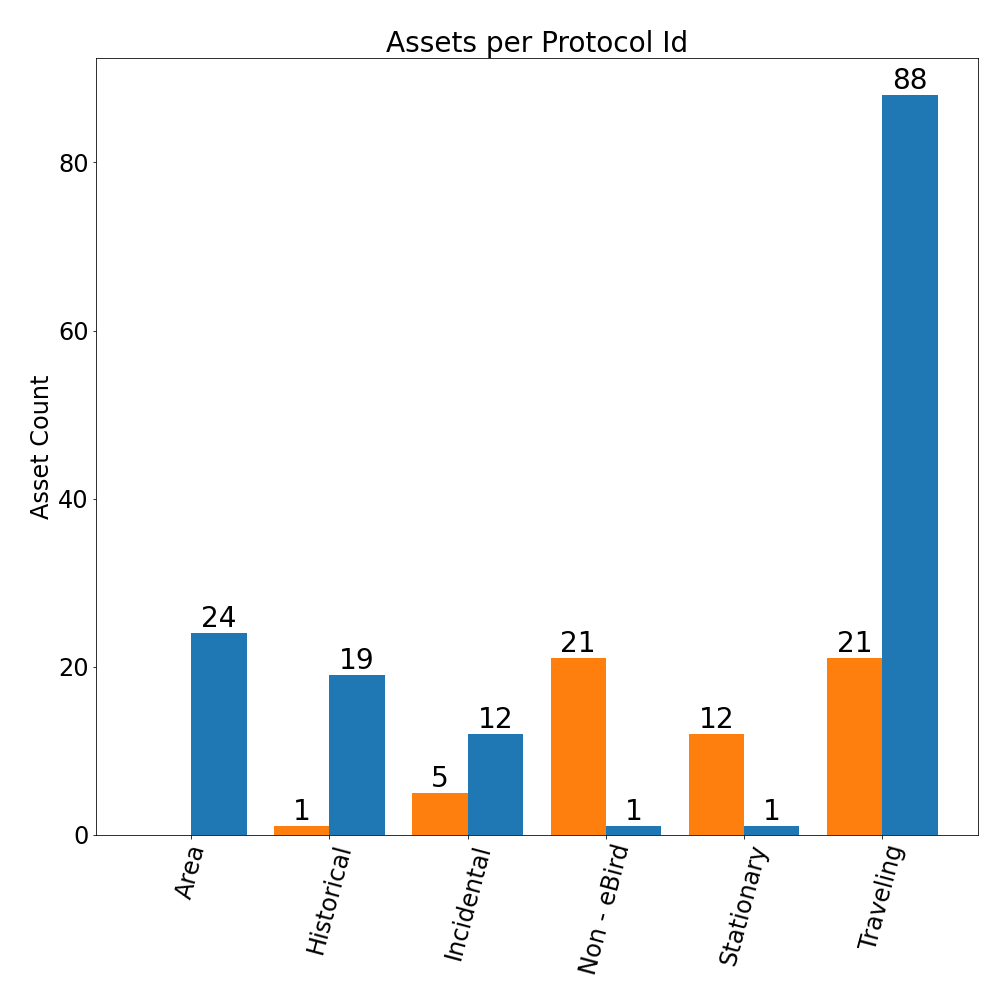 Assets per Protocol Id
Asset Count
80
60
40
20
0
24
1
19
5
12
21
1
12
1
21
88
Area
Historical
Incidental
Non - eBird
Stationary
Traveling